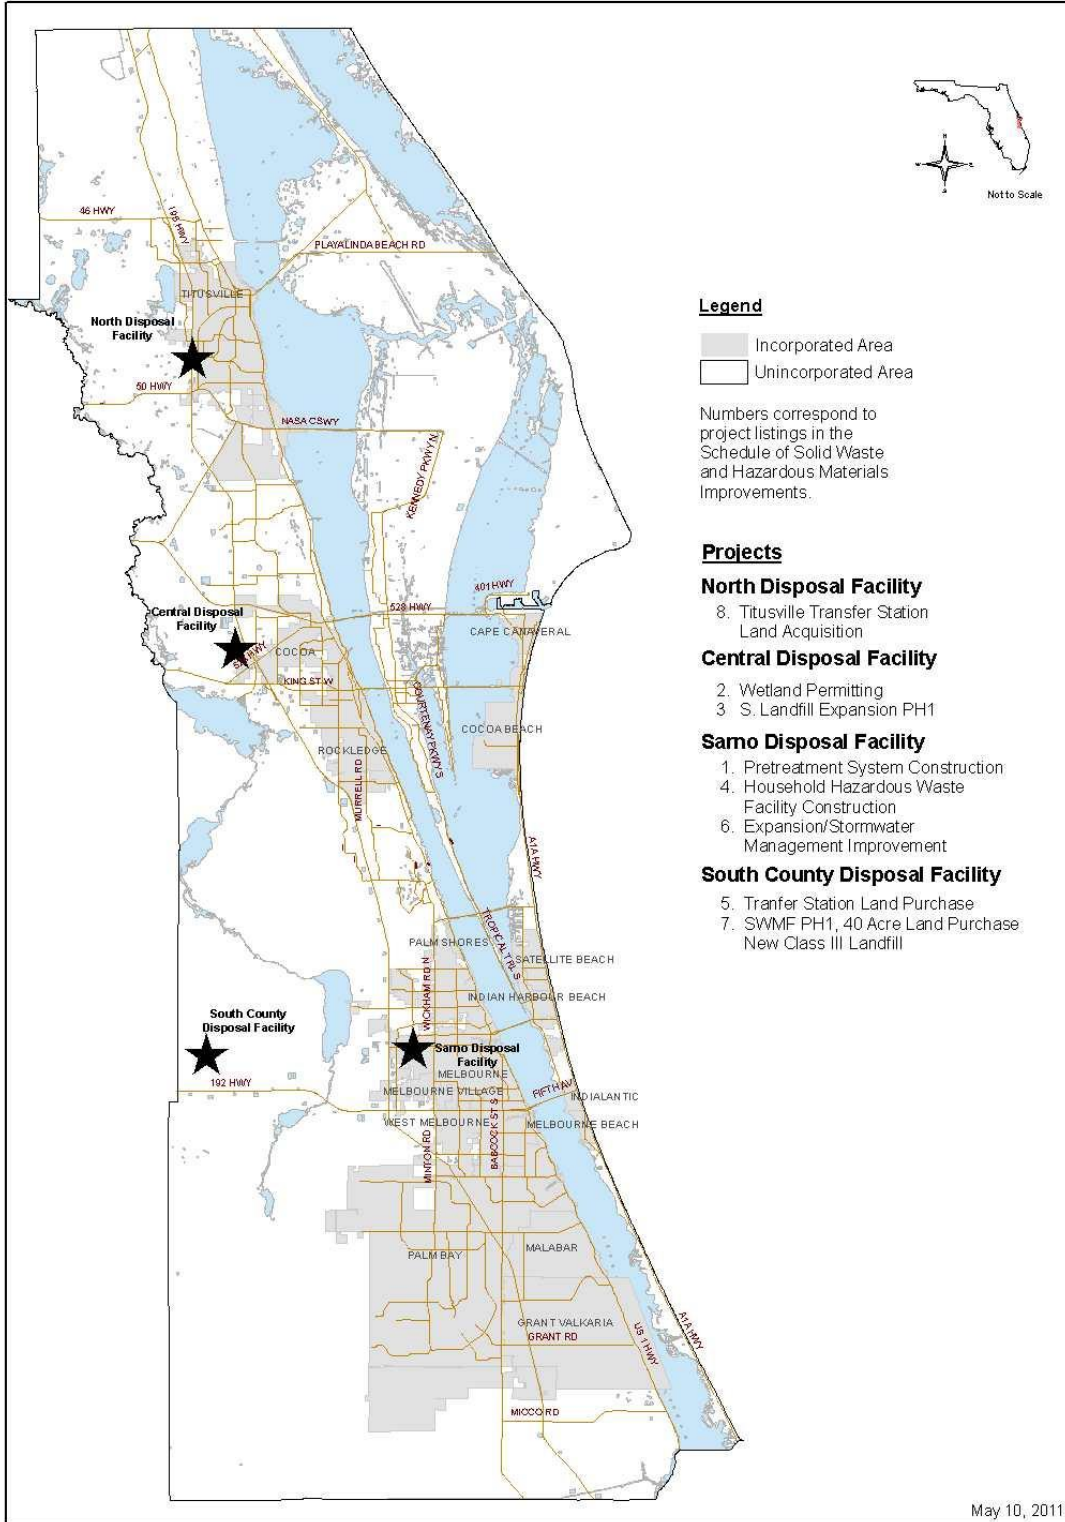 N
W
E
S
Not to Scale
46 HWY
I 95 HWY
PLAYALINDA BEACH RD
TITUSVILLE
North Disposal
Facility
50 HWY
NASA CSWY
KENNEDY PKWY N
Legend
Incorporated Area
Unincorporated Area
Numbers correspond to
project listings in the
Schedule of Solid Waste
and Hazardous Materials
Improvements.
Projects
North Disposal Facility
8. Titusville Transfer Station
Land Acquisition
Central Disposal Facility
2. Wetland Permitting
3 S. Landfill Expansion PH1
Sarno Disposal Facility
1. Pretreatment System Construction
4. Household Hazardous Waste
Facility Construction
6. Expansion/Stormwater
Management Improvement
South County Disposal Facility
5. Tranfer Station Land Purchase
7. SWMF PH1, 40 Acre Land Purchase
New Class III Landfill
401 HWY
528 HWY
Central Disposal
Facility
CAPE CANAVERAL
HWY
COCOA
KING ST W
COURTENAY PKWY S
COCOA BEACH
ROCKLEDGE
MURRELL RD
A1A HWY
TROPICAL TRL S
PALM SHORES
SATELLITE BEACH
WICKHAM RD N
INDIAN HARBOUR BEACH
South County
Disposal Facility
Sarno Disposal
Facility
MELBOURNE
192 HWY
MELBOURNE VILLAGE
FIFTH AV
INDIALANTIC
WEST MELBOURNE
MELBOURNE BEACH
BABCOCK ST S
MINTON RD
PALM BAY
MALABAR
GRANT VALKARIA
GRANT RD
US 1 HWY
A1A HWY
MICCO RD
May 10, 2011